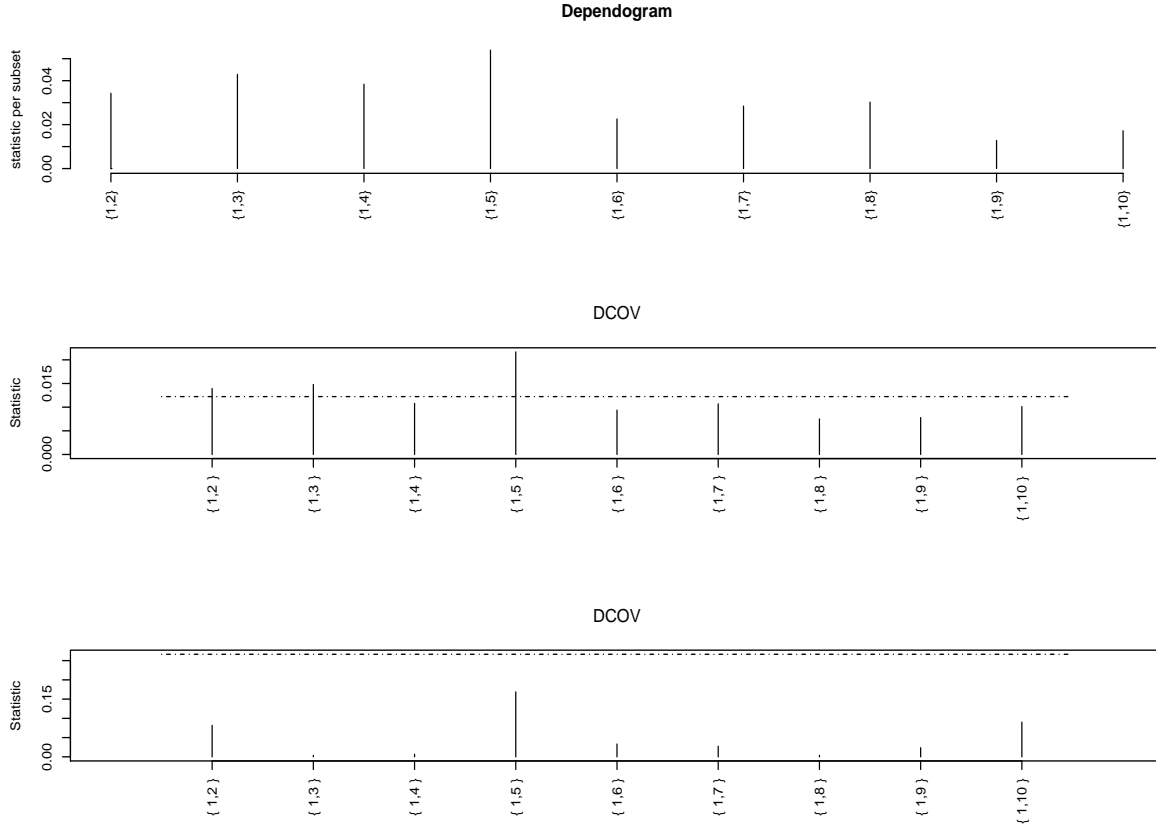 Dependogram
statistic per subset
0.00 0.02 0.04
{1,2} {1,3} {1,4} {1,5} {1,6} {1,7} {1,8} {1,9} {1,10}
DCOV
Statistic
0.000 0.015
{ 1,2 } { 1,3 } { 1,4 } { 1,5 } { 1,6 } { 1,7 } { 1,8 } { 1,9 } { 1,10 }
DCOV
Statistic
0.00 0.15
{ 1,2 } { 1,3 } { 1,4 } { 1,5 } { 1,6 } { 1,7 } { 1,8 } { 1,9 } { 1,10 }